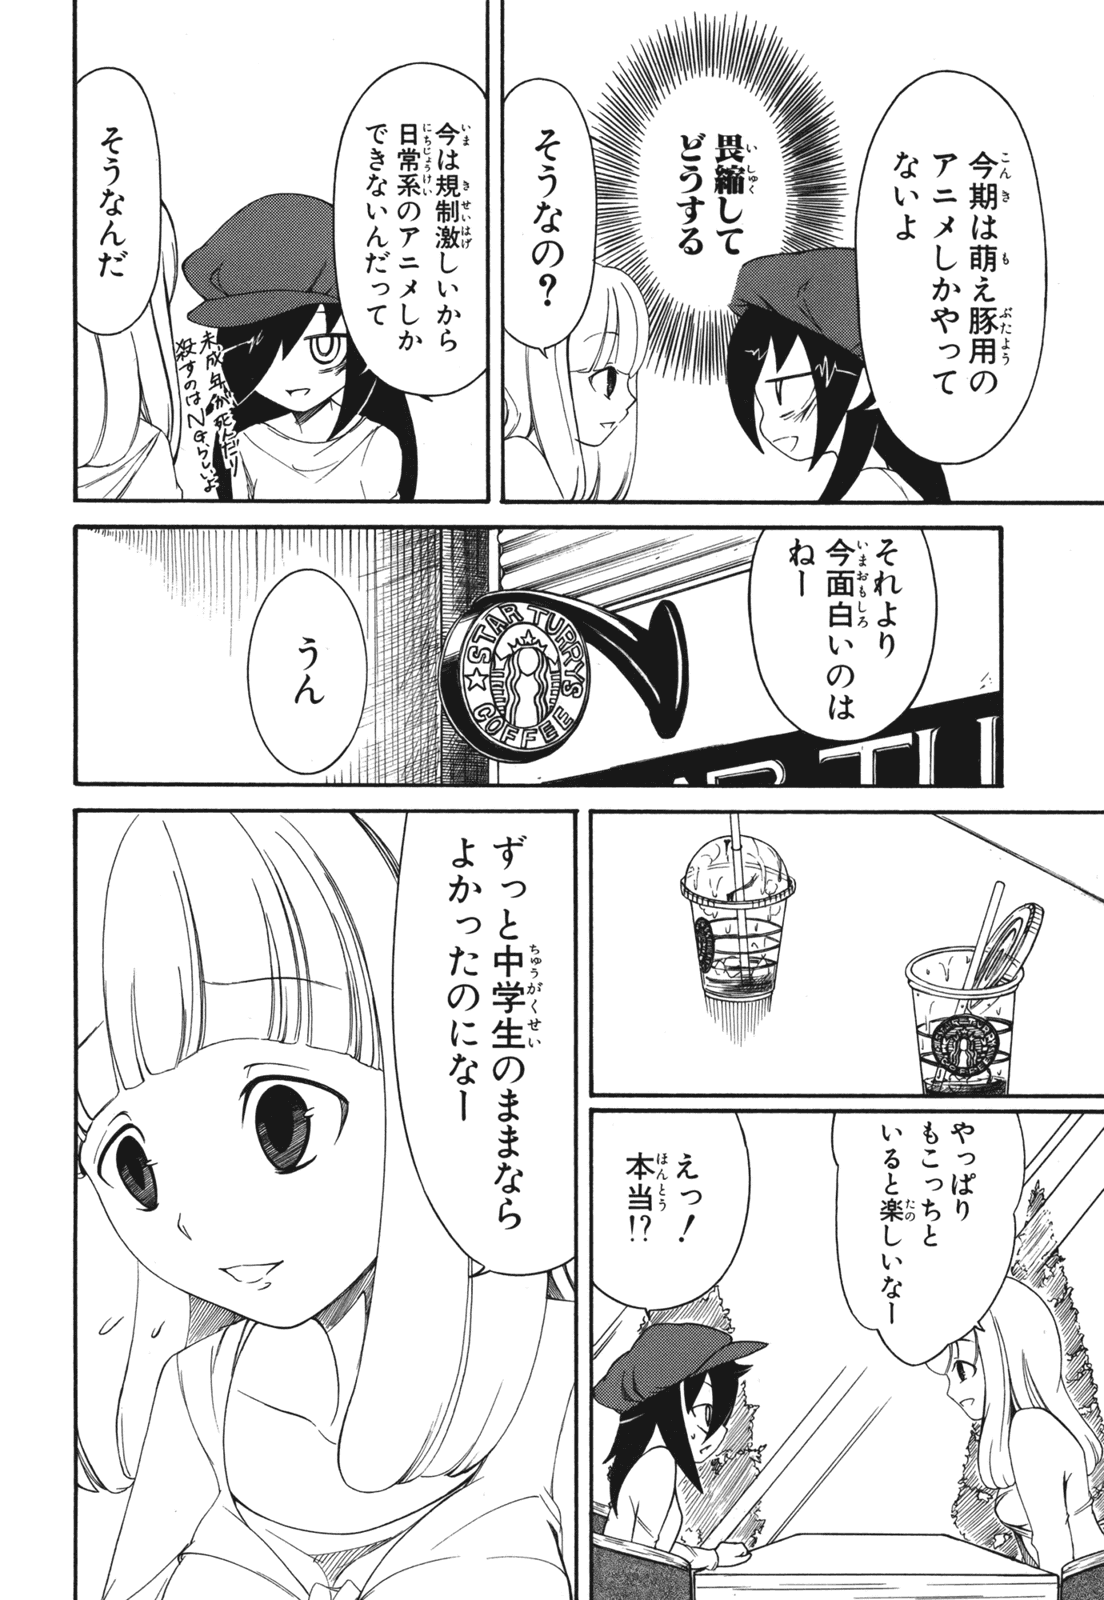 今期は萌え豚用の
アニメしかやって
ないよ
畏縮して
どうする
そうなの？
今は規制激しいから
日常系のアニメしか
できないんだって
未成年が死んだり
殺すのはNGらしいよ
そうなんだ
それより
今面白いのは
ねー
STAR TURRYS
COFFEE
うん
ずっと中学生のままなら
よかったのになー
やっぱり
もこっちと
いると楽しいなー
えっ！
本当!?